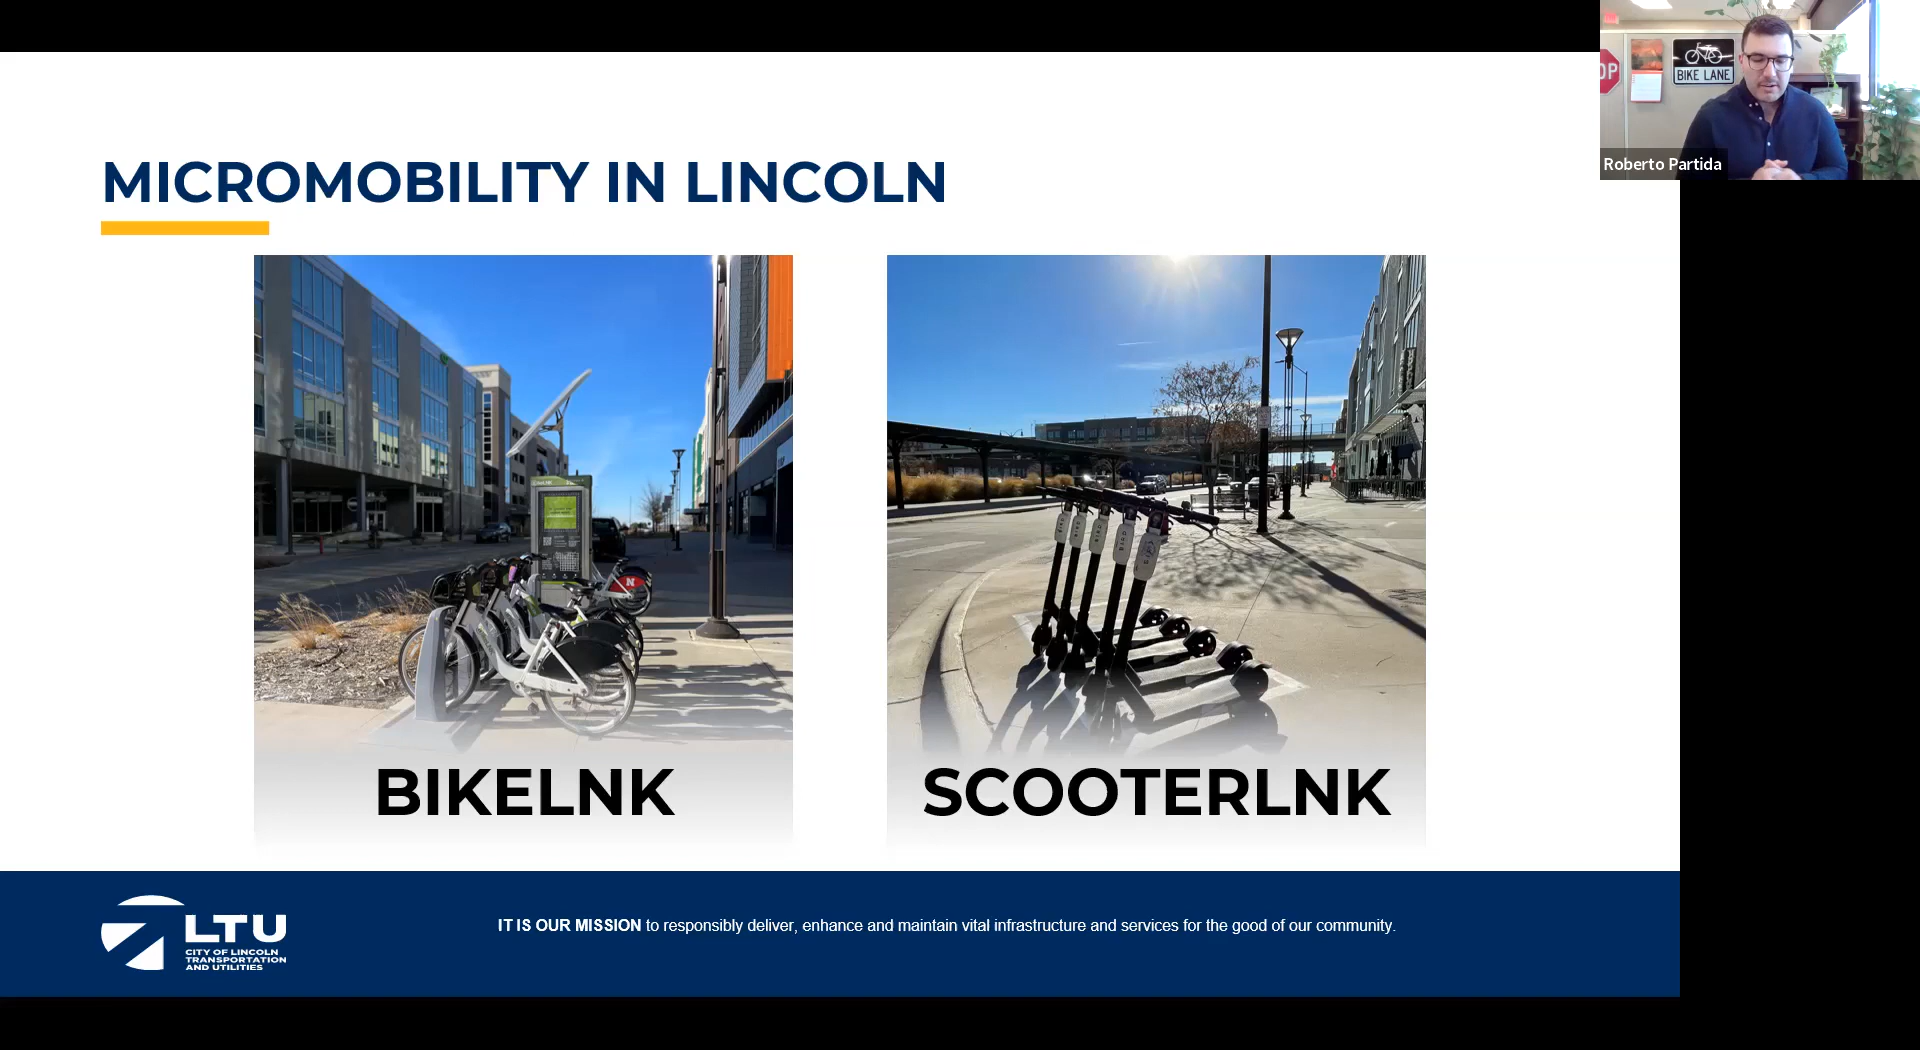 OP
BIKE LANE
Roberto Partida
MICROMOBILITY IN LINCOLN
N
BIKELNK
SCOOTERLNK
LTU
CITY OF LINCOLN
TRANSPORTATION
AND UTILITIES
IT IS OUR MISSION to responsibly deliver, enhance and maintain vital infrastructure and services for the good of our community.